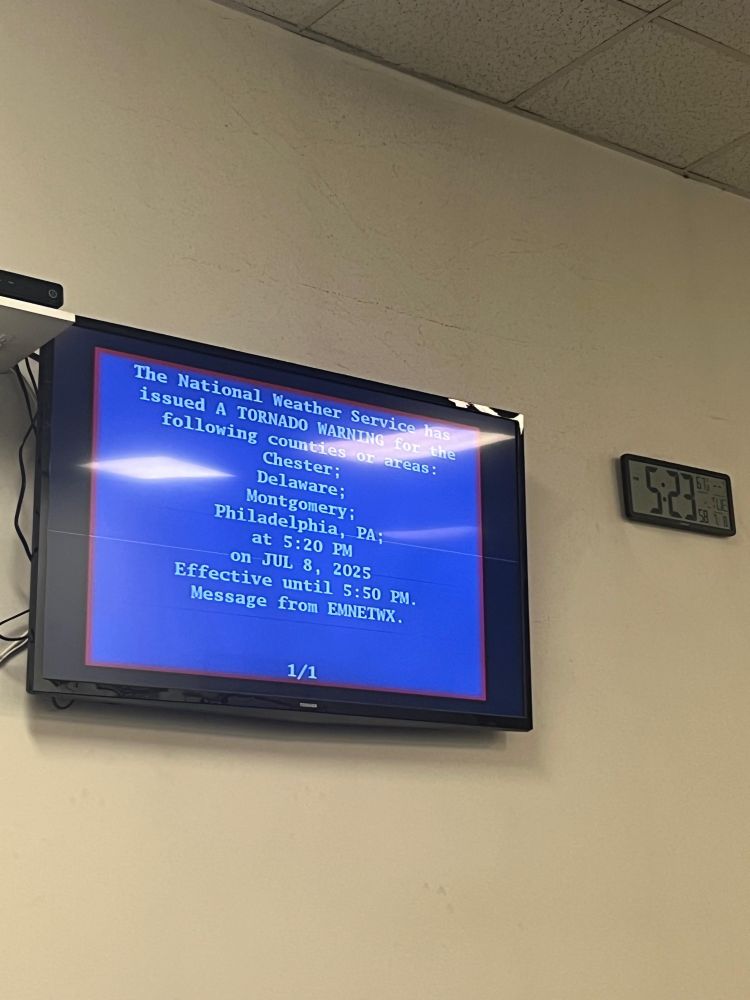 The National Weather Service has
issued A TORNADO WARNING for the
following counties or areas:
Chester;
Delaware;
Montgomery;
Philadelphia, PA;
at 5:20 PM
on JUL 8, 2025
Effective until 5:50 PM.
Message from EMNETWX.
1/1
5:23